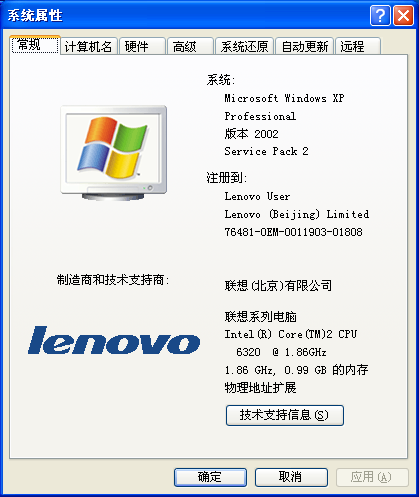 系统属性
常规 计算机名 硬件 高级 系统还原 自动更新 远程
系统:
Microsoft Windows XP
Professional
版本 2002
Service Pack 2
注册到:
Lenovo User
Lenovo (Beijing) Limited
76481-OEM-0011903-01808
制造商和技术支持商:
联想(北京)有限公司
lenovo
联想系列电脑
Intel(R) Core(TM)2 CPU
6320 @ 1.86GHz
1.86 GHz, 0.99 GB 的内存
物理地址扩展
技术支持信息(S)
确定 取消 应用(A)